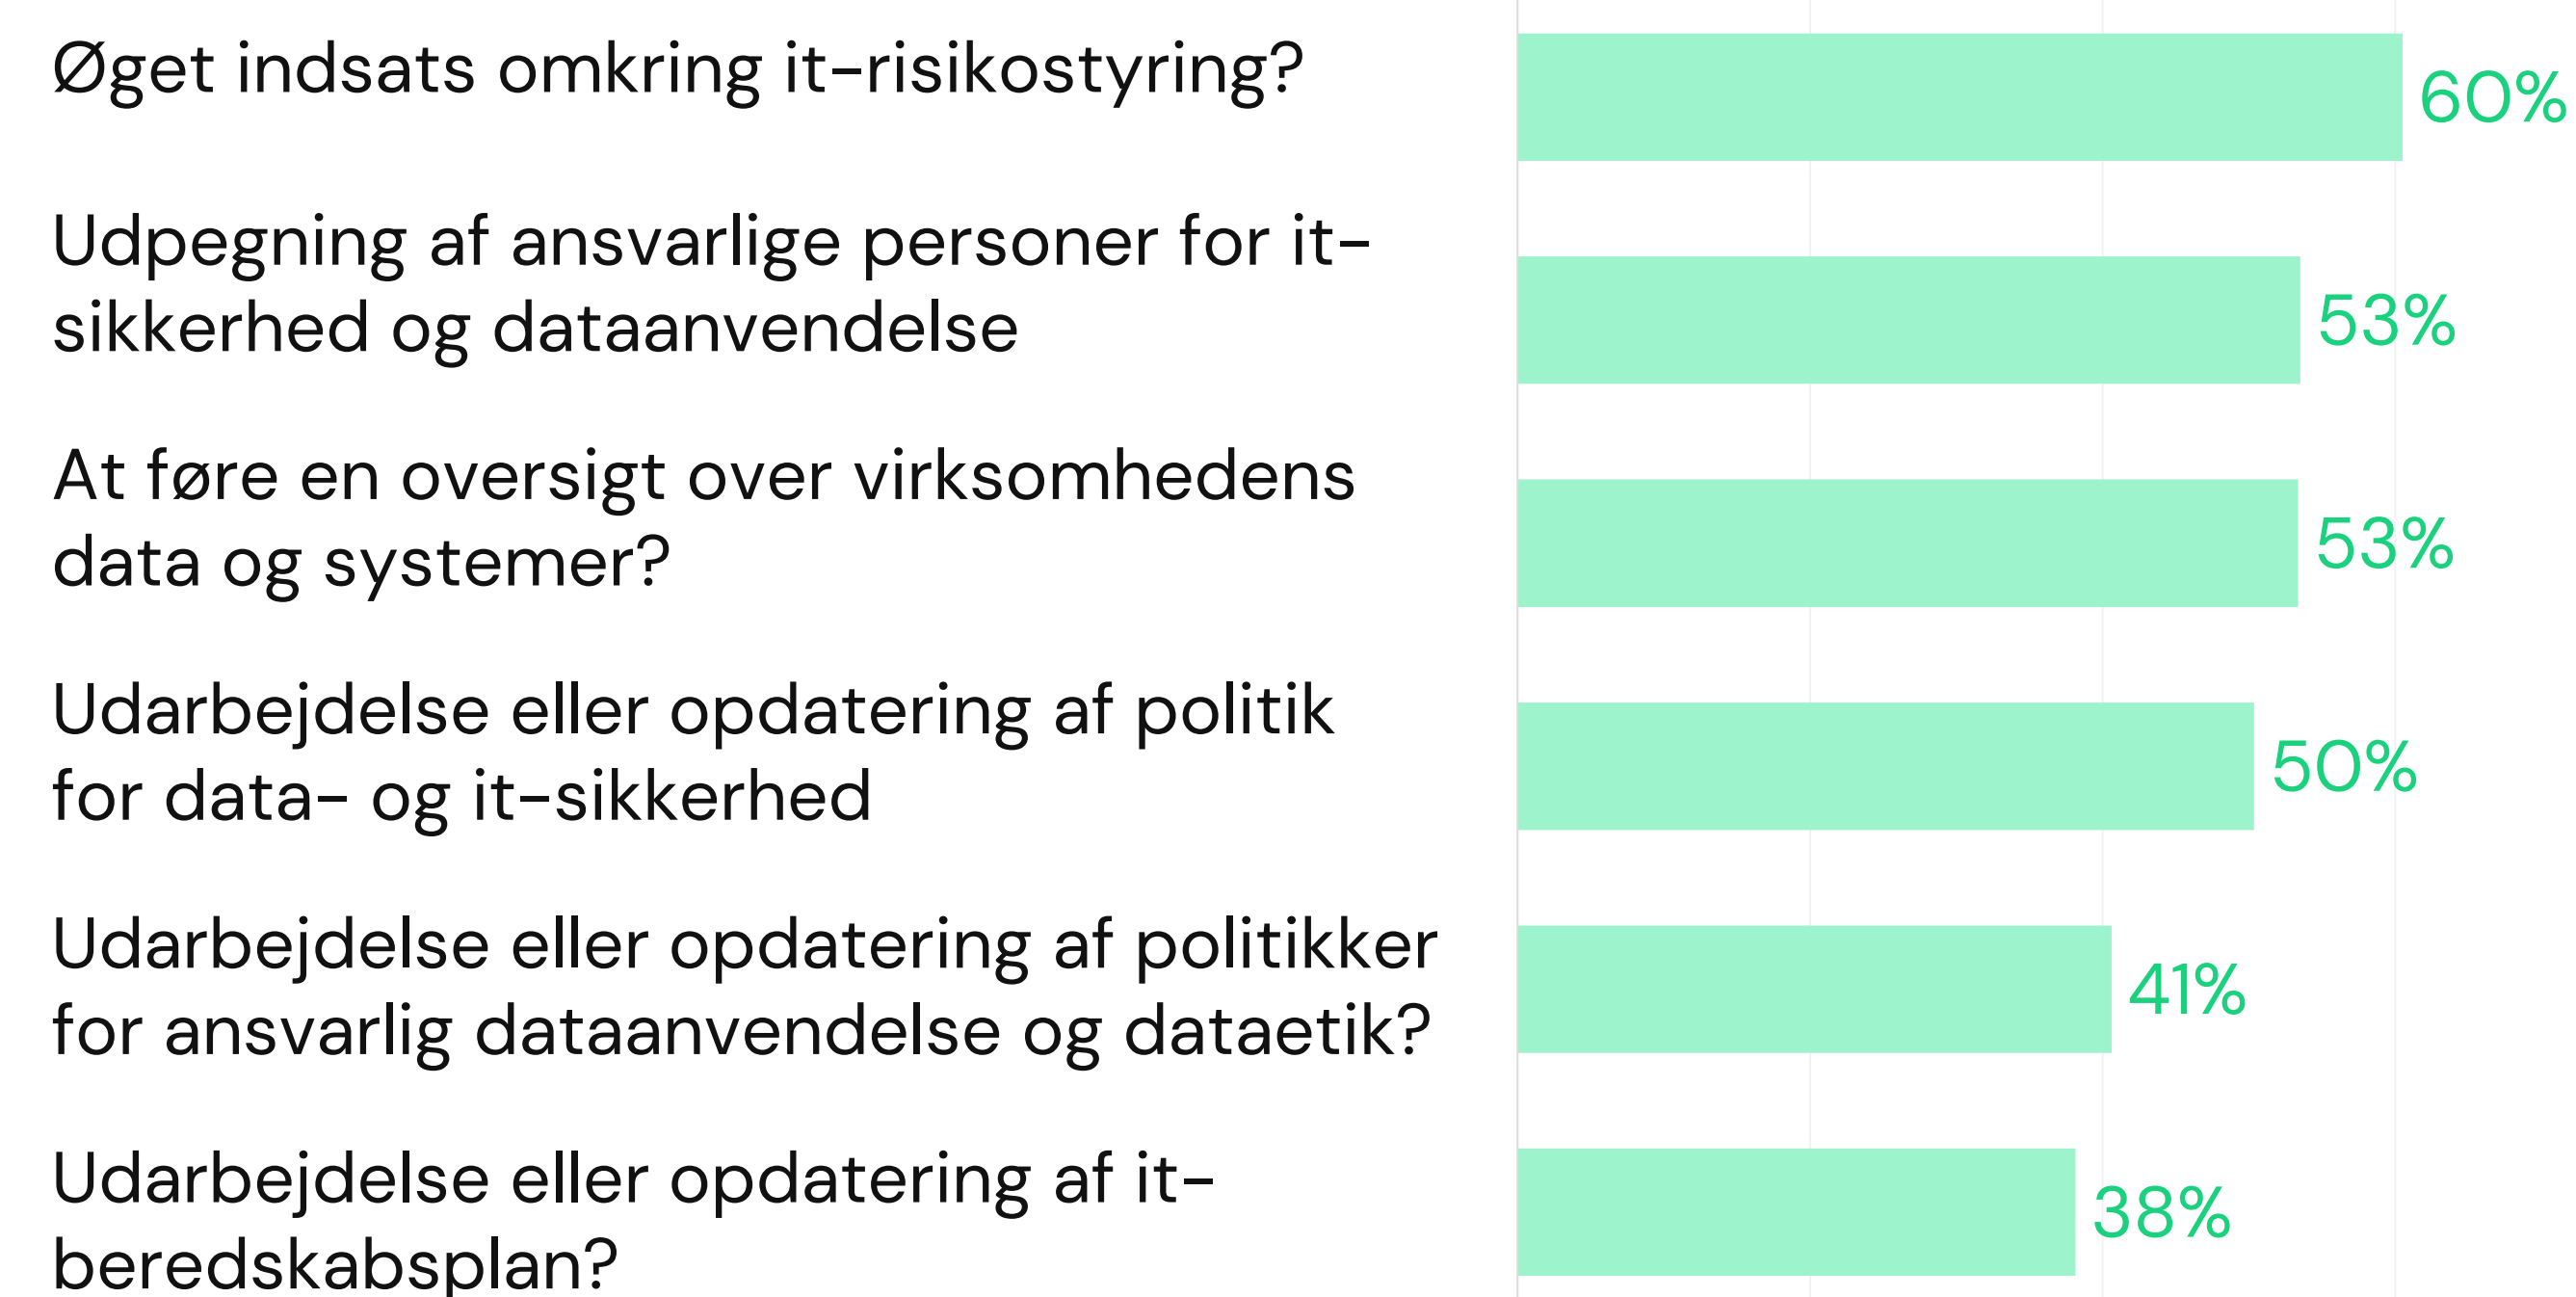 Øget indsats omkring it-risikostyring?
60%
Udpegning af ansvarlige personer for it-
sikkerhed og dataanvendelse
53%
At føre en oversigt over virksomhedens
data og systemer?
53%
Udarbejdelse eller opdatering af politik
for data- og it-sikkerhed
50%
Udarbejdelse eller opdatering af politikker
for ansvarlig dataanvendelse og dataetik?
41%
Udarbejdelse eller opdatering af it-
beredskabsplan?
38%